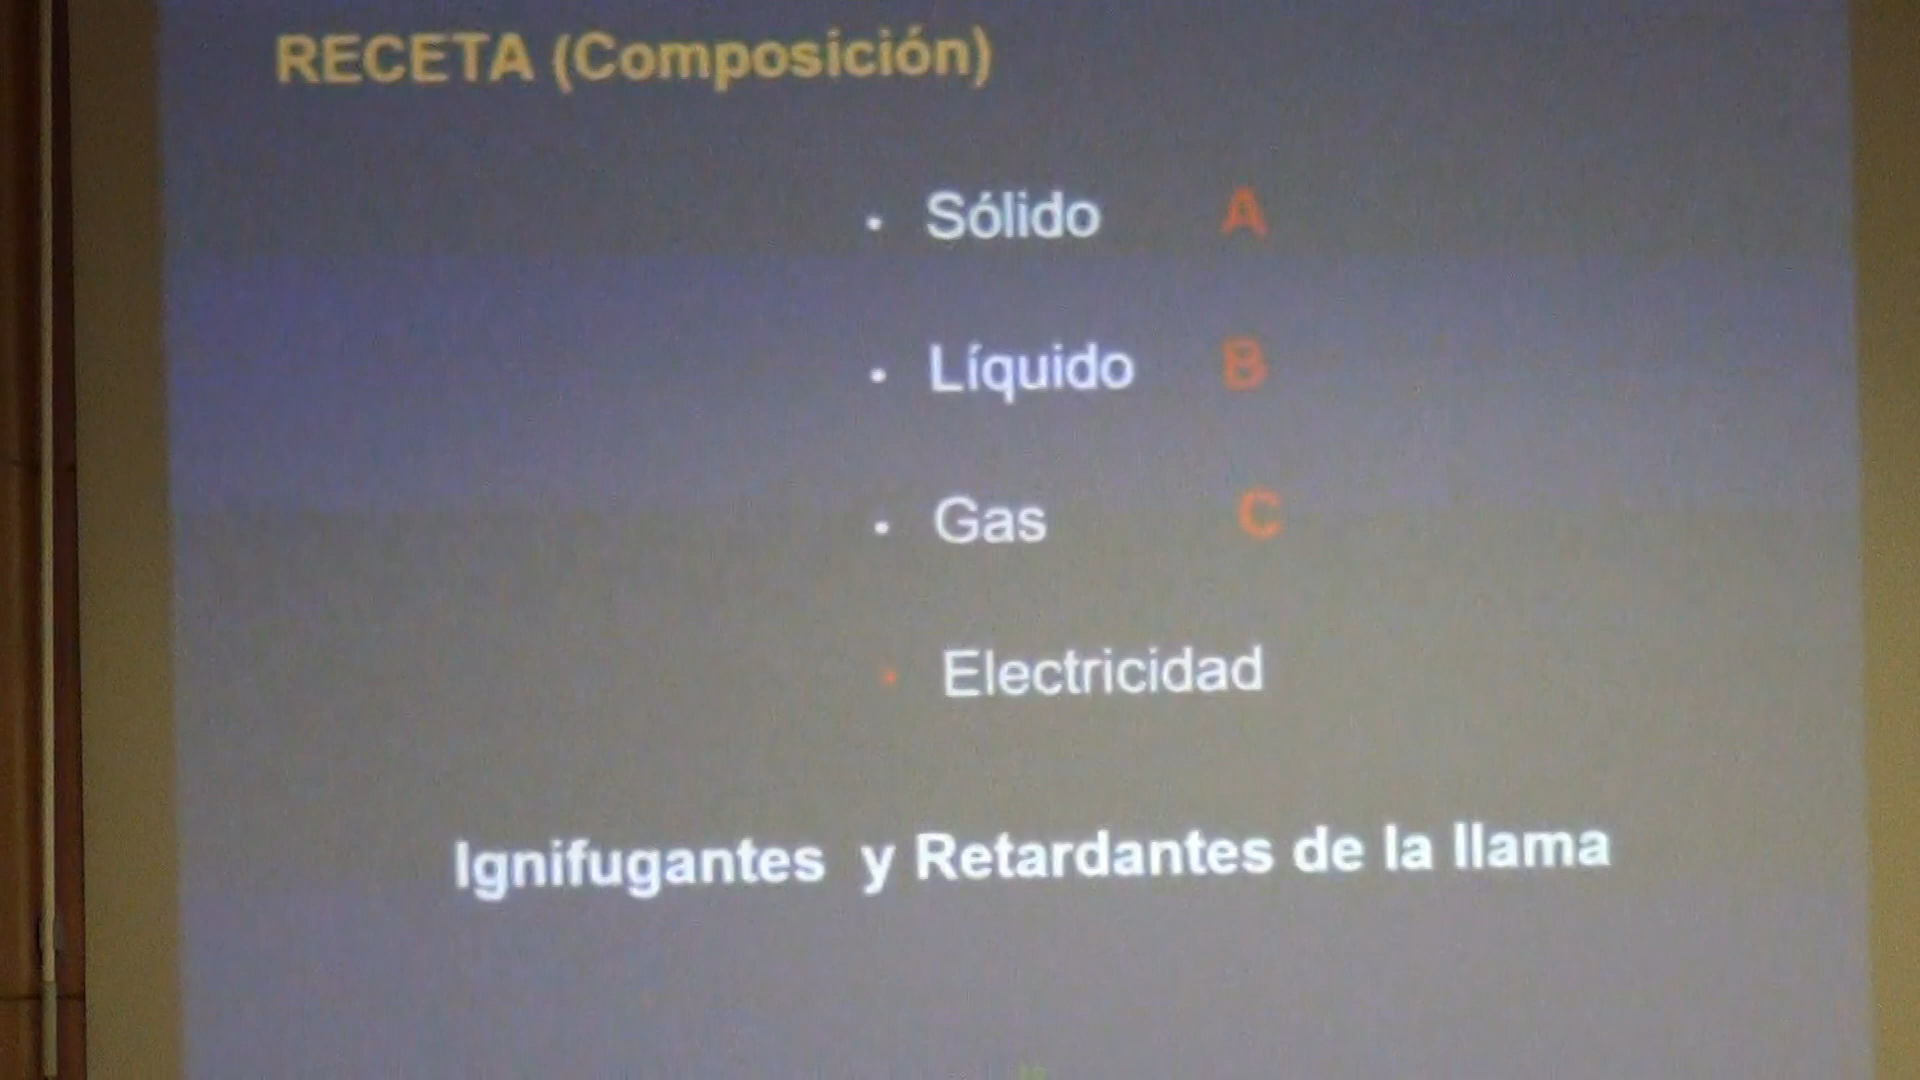 RECETA (Composición)
• Sólido A
• Líquido B
• Gas C
• Electricidad
Ignifugantes y Retardantes de la llama